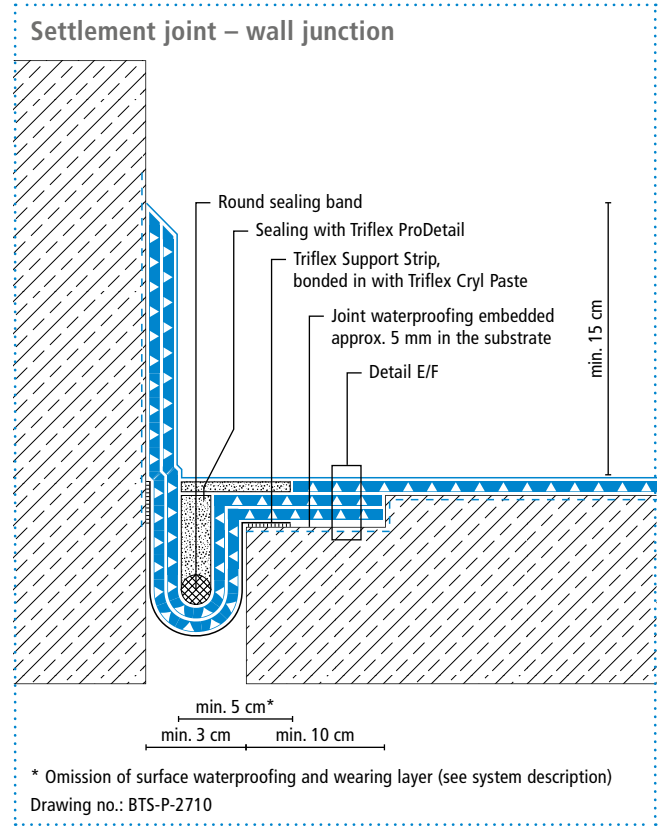 Settlement joint – wall junction
Round sealing band
Sealing with Triflex ProDetail
Triflex Support Strip,
bonded in with Triflex Cryl Paste
Joint waterproofing embedded
approx. 5 mm in the substrate
Detail E/F
min. 15 cm
min. 5 cm*
min. 3 cm
min. 10 cm
* Omission of surface waterproofing and wearing layer (see system description)
Drawing no.: BTS-P-2710